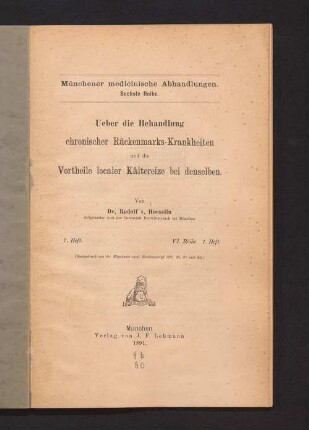 Münchener medicinische Abhandlungen.
Sechste Reihe.
Ueber die Behandlung
chronischer Rückenmarks-Krankheiten
und die
Vortheile localer Kältereize bei denselben.
Von
Dr. Rudolf v. Hoesslin
7. Heft. VI. Reihe 1. Heft.
München
Verlag von J. F. Lehmann
1891.